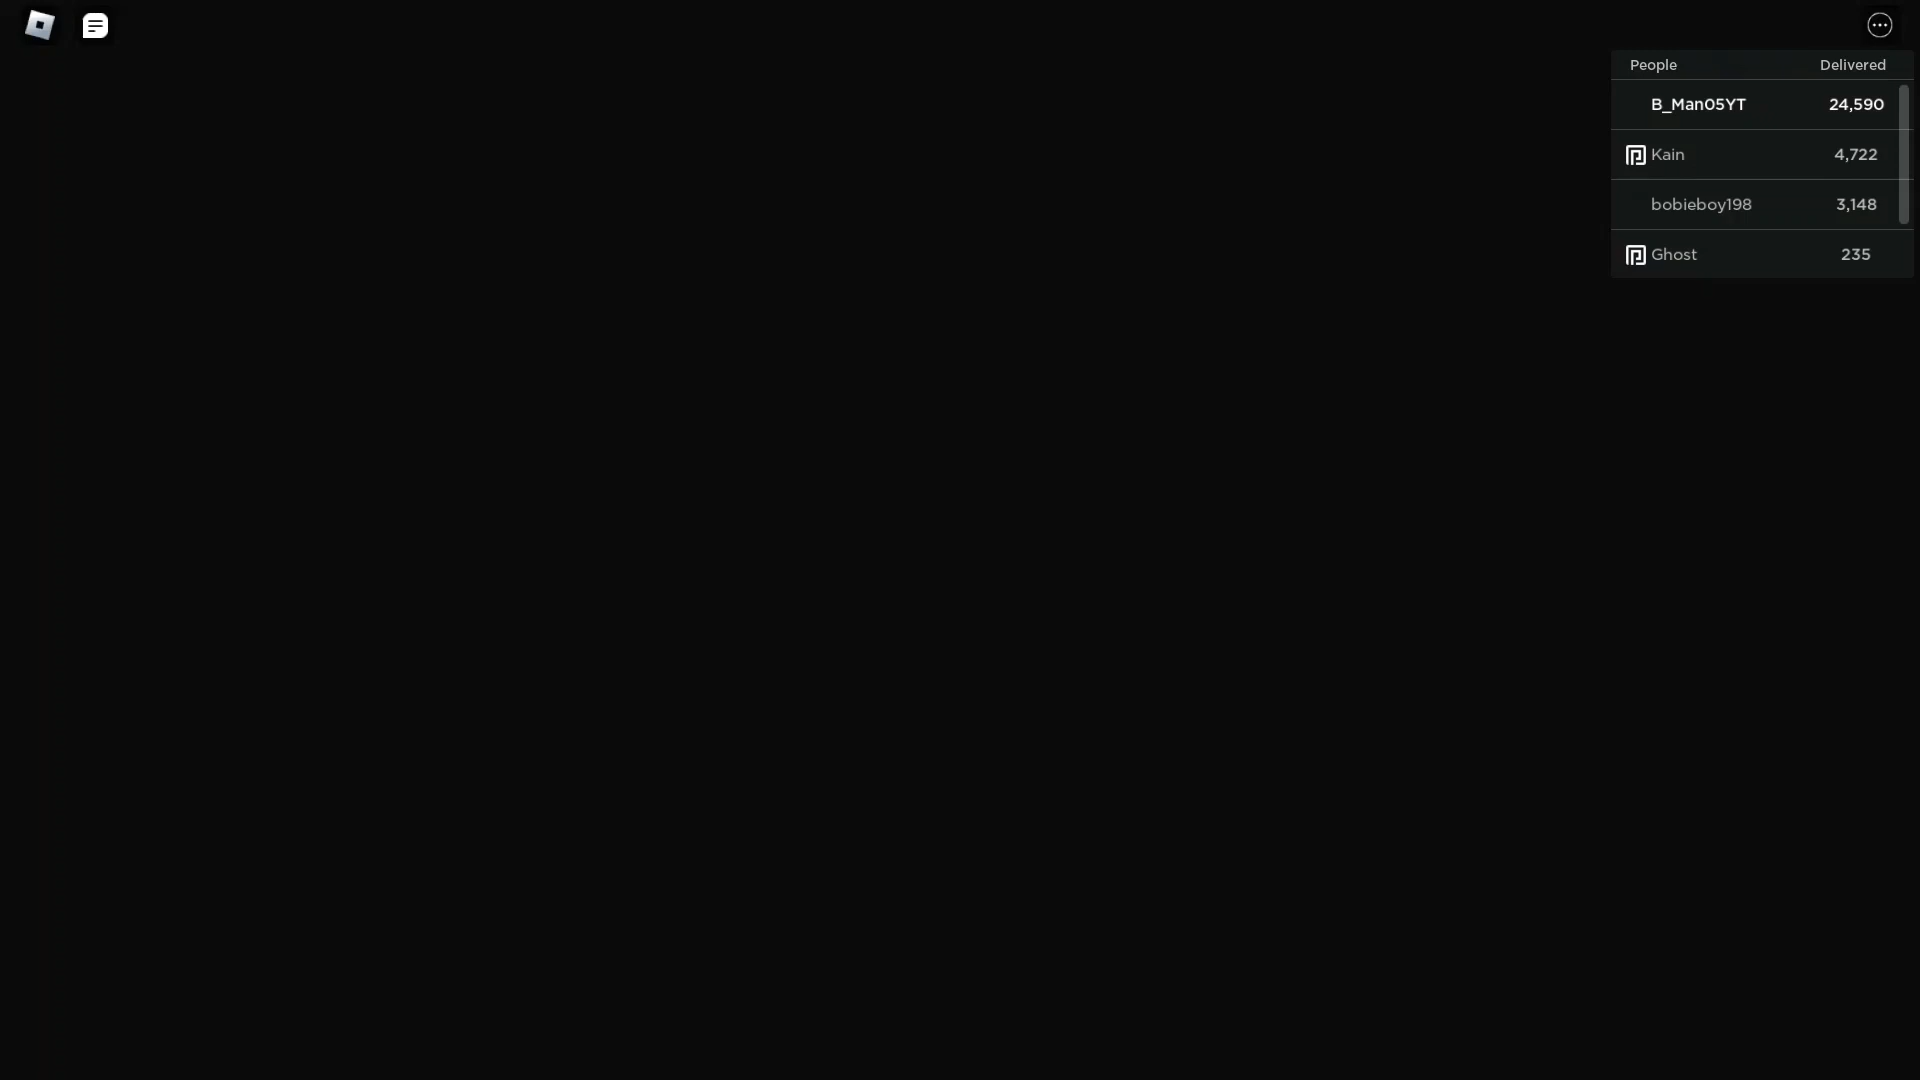 People Delivered
B_Man05YT 24,590
Kain 4,722
bobieboy198 3,148
Ghost 235